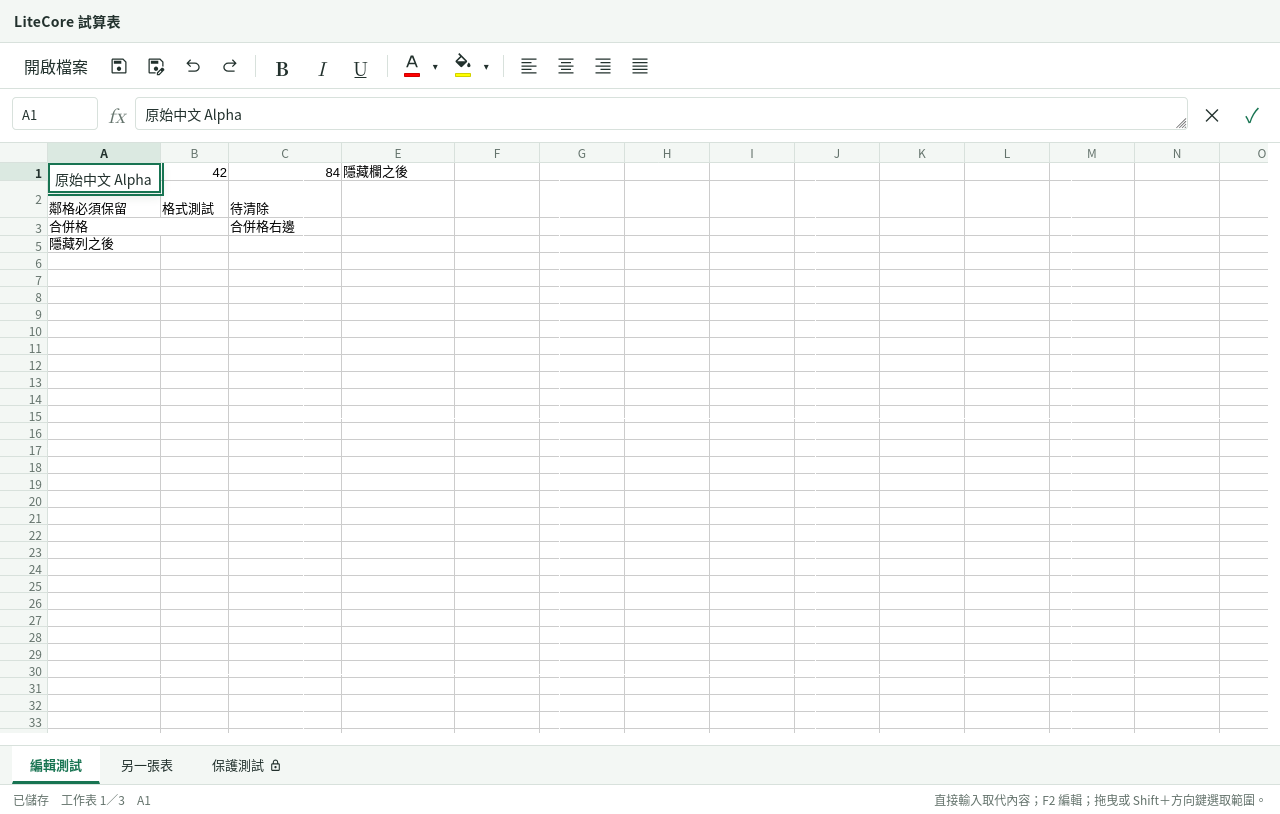 LiteCore 試算表
開啟檔案 B I U A ▾ ▾
A1 fx 原始中文 Alpha
A B C E F G H I J K L M N O
1 原始中文 Alpha 42 84 隱藏欄之後
2 鄰格必須保留 格式測試 待清除
3 合併格 合併格右邊
5 隱藏列之後
6
7
8
9
10
11
12
13
14
15
16
17
18
19
20
21
22
23
24
25
26
27
28
29
30
31
32
33
編輯測試 另一張表 保護測試
已儲存 工作表 1／3 A1 直接輸入取代內容；F2 編輯；拖曳或 Shift＋方向鍵選取範圍。